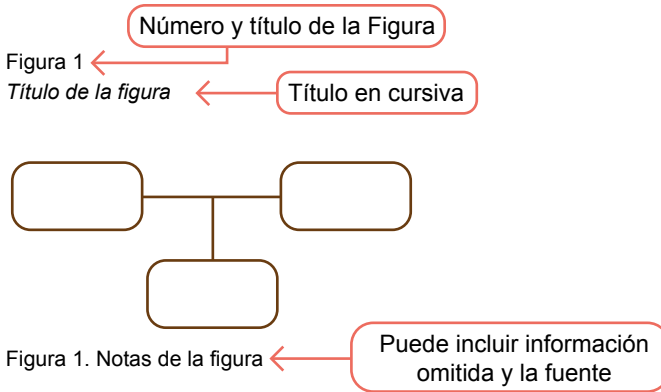 Número y título de la Figura
Figura 1
Título de la figura
Título en cursiva
Figura 1. Notas de la figura
Puede incluir información
omitida y la fuente